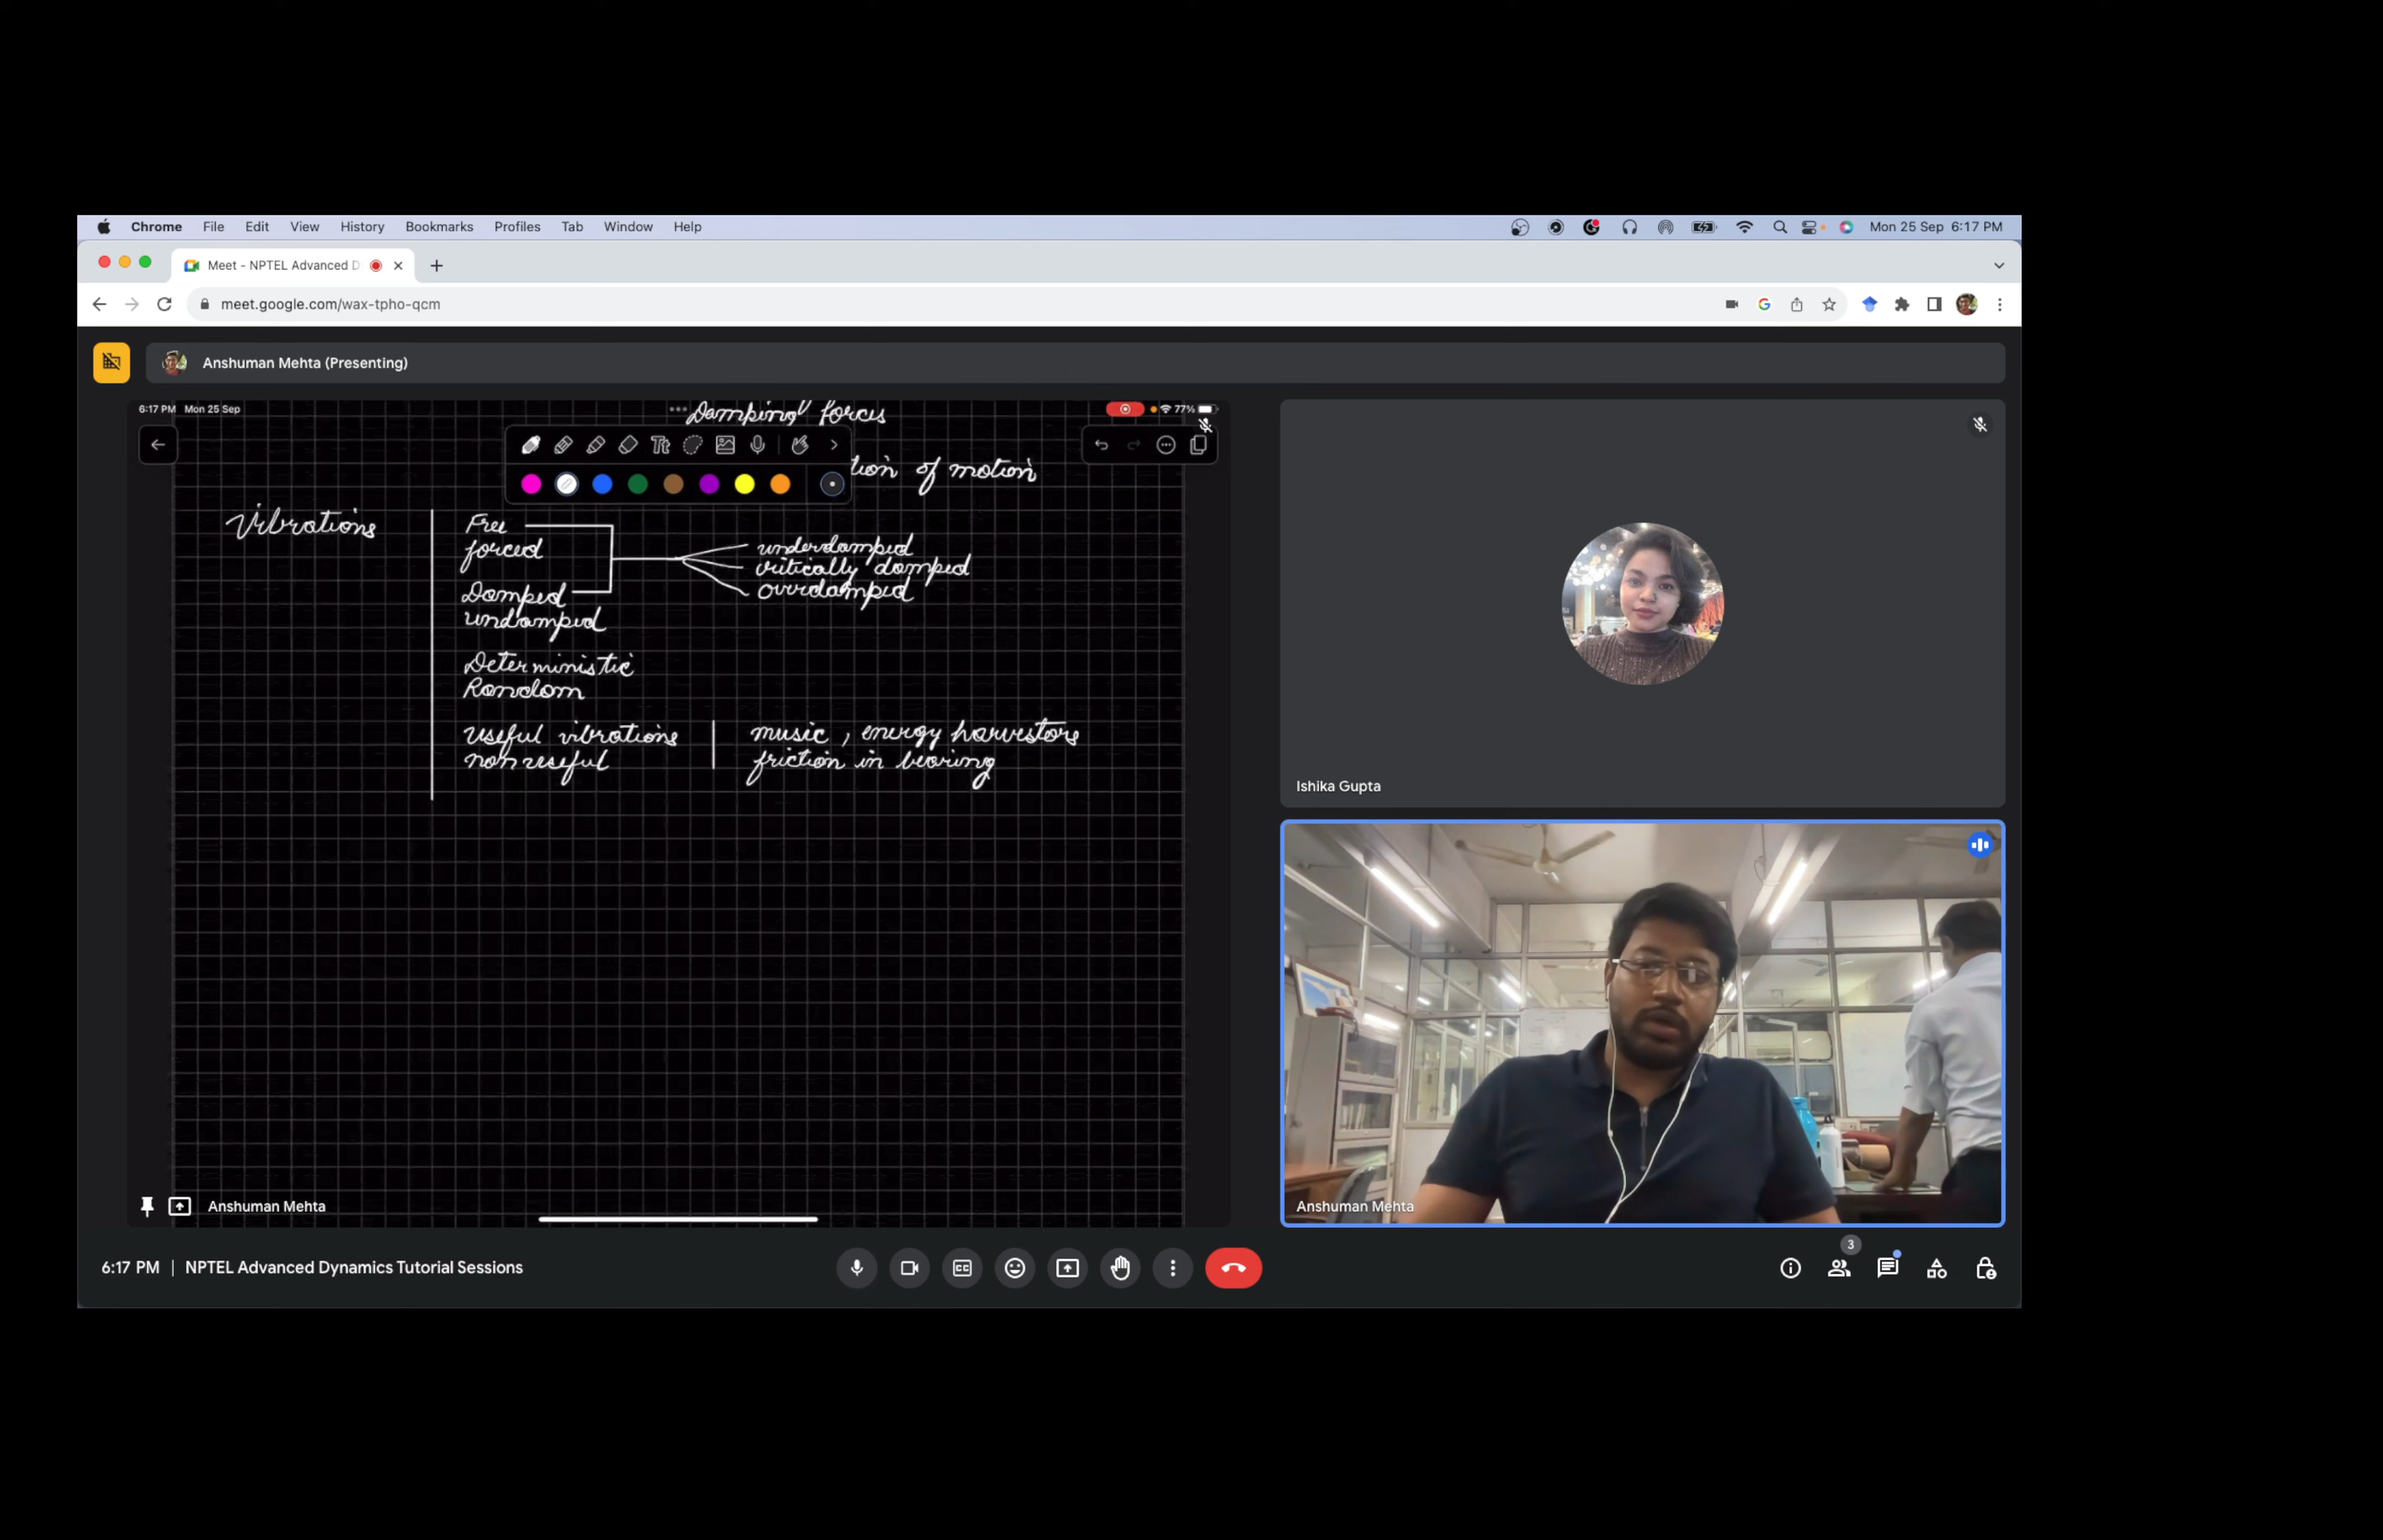 Chrome File Edit View History Bookmarks Profiles Tab Window Help Mon 25 Sep 6:17 PM
Meet - NPTEL Advanced D
meet.google.com/wax-tpho-qcm
Anshuman Mehta (Presenting)
6:17 PM Mon 25 Sep 77%
Damping forces
tion of motion
Vibrations
Free
forced
Damped
undamped
underdamped
critically damped
overdamped
Deterministic
Random
useful vibrations
non useful
music, energy harvestors
friction in bearing
Anshuman Mehta
Ishika Gupta
Anshuman Mehta
6:17 PM | NPTEL Advanced Dynamics Tutorial Sessions
CC
3